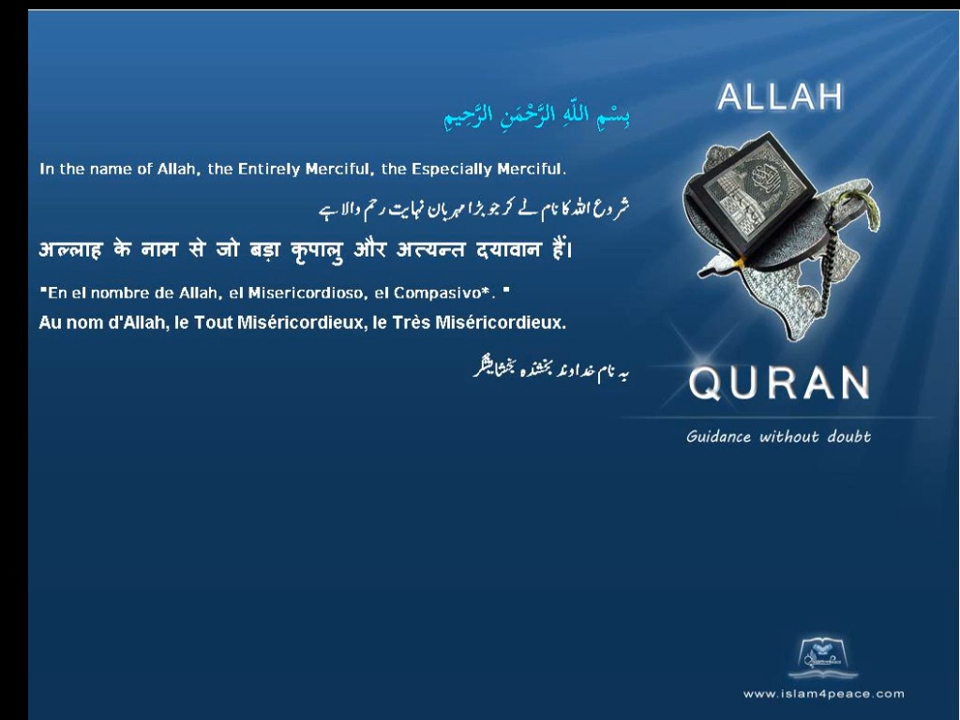 بِسْمِ اللّهِ الرَّحْمَنِ الرَّحِيمِ
In the name of Allah, the Entirely Merciful, the Especially Merciful.
شروع اللہ کا نام لے کر جو بڑا مہربان نہایت رحم والا ہے
अल्लाह के नाम से जो बड़ा कृपालु और अत्यन्त दयावान हैं।
"En el nombre de Allah, el Misericordioso, el Compasivo*. "
Au nom d'Allah, le Tout Miséricordieux, le Très Miséricordieux.
به نام خداوند بخشنده بخشایشگر
ALLAH
QURAN
Guidance without doubt
www.islam4peace.com